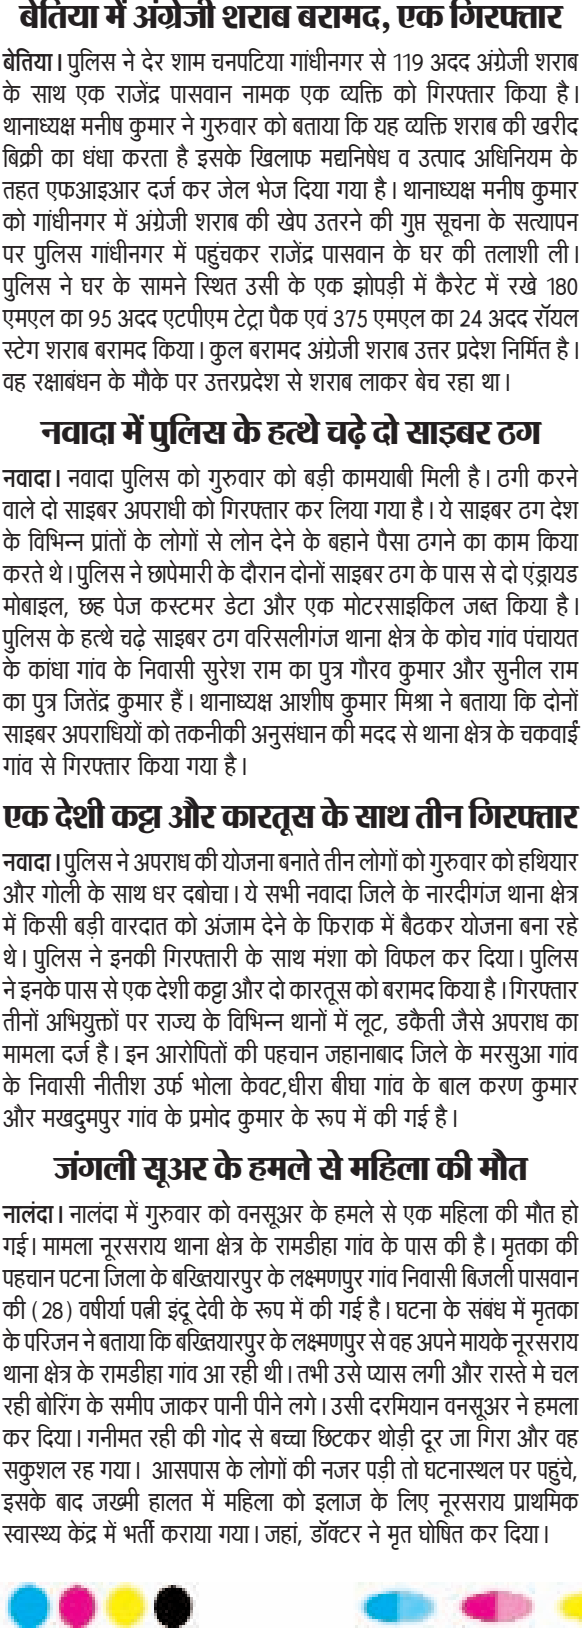 बेतिया में अंग्रेजी शराब बरामद, एक गिरफ्तार
बेतिया। पुलिस ने देर शाम चनपटिया गांधीनगर से 119 अदद अंग्रेजी शराब
के साथ एक राजेंद्र पासवान नामक एक व्यक्ति को गिरफ्तार किया है।
थानाध्यक्ष मनीष कुमार ने गुरुवार को बताया कि यह व्यक्ति शराब की खरीद
बिक्री का धंधा करता है इसके खिलाफ मद्यनिषेध व उत्पाद अधिनियम के
तहत एफआइआर दर्ज कर जेल भेज दिया गया है। थानाध्यक्ष मनीष कुमार
को गांधीनगर में अंग्रेजी शराब की खेप उतरने की गुप्त सूचना के सत्यापन
पर पुलिस गांधीनगर में पहुंचकर राजेंद्र पासवान के घर की तलाशी ली।
पुलिस ने घर के सामने स्थित उसी के एक झोपड़ी में कैरेट में रखे 180
एमएल का 95 अदद एटपीएम टेट्रा पैक एवं 375 एमएल का 24 अदद रॉयल
स्टेग शराब बरामद किया। कुल बरामद अंग्रेजी शराब उत्तर प्रदेश निर्मित है।
वह रक्षाबंधन के मौके पर उत्तरप्रदेश से शराब लाकर बेच रहा था।
नवादा में पुलिस के हत्थे चढ़े दो साइबर ठग
नवादा। नवादा पुलिस को गुरुवार को बड़ी कामयाबी मिली है। ठगी करने
वाले दो साइबर अपराधी को गिरफ्तार कर लिया गया है। ये साइबर ठग देश
के विभिन्न प्रांतों के लोगों से लोन देने के बहाने पैसा ठगने का काम किया
करते थे। पुलिस ने छापेमारी के दौरान दोनों साइबर ठग के पास से दो एंड्रायड
मोबाइल, छह पेज कस्टमर डेटा और एक मोटरसाइकिल जब्त किया है।
पुलिस के हत्थे चढ़े साइबर ठग वरिसलीगंज थाना क्षेत्र के कोच गांव पंचायत
के कांधा गांव के निवासी सुरेश राम का पुत्र गौरव कुमार और सुनील राम
का पुत्र जितेंद्र कुमार हैं। थानाध्यक्ष आशीष कुमार मिश्रा ने बताया कि दोनों
साइबर अपराधियों को तकनीकी अनुसंधान की मदद से थाना क्षेत्र के चकवाई
गांव से गिरफ्तार किया गया है।
एक देशी कट्टा और कारतूस के साथ तीन गिरफ्तार
नवादा। पुलिस ने अपराध की योजना बनाते तीन लोगों को गुरुवार को हथियार
और गोली के साथ धर दबोचा। ये सभी नवादा जिले के नारदीगंज थाना क्षेत्र
में किसी बड़ी वारदात को अंजाम देने के फिराक में बैठकर योजना बना रहे
थे। पुलिस ने इनकी गिरफ्तारी के साथ मंशा को विफल कर दिया। पुलिस
ने इनके पास से एक देशी कट्टा और दो कारतूस को बरामद किया है। गिरफ्तार
तीनों अभियुक्तों पर राज्य के विभिन्न थानों में लूट, डकैती जैसे अपराध का
मामला दर्ज है। इन आरोपितों की पहचान जहानाबाद जिले के मरसुआ गांव
के निवासी नीतीश उर्फ भोला केवट,धीरा बीघा गांव के बाल करण कुमार
और मखदुमपुर गांव के प्रमोद कुमार के रूप में की गई है।
जंगली सूअर के हमले से महिला की मौत
नालंदा। नालंदा में गुरुवार को वनसूअर के हमले से एक महिला की मौत हो
गई। मामला नूरसराय थाना क्षेत्र के रामडीहा गांव के पास की है। मृतका की
पहचान पटना जिला के बख्तियारपुर के लक्ष्मणपुर गांव निवासी बिजली पासवान
की (28) वषीर्या पत्नी इंदू देवी के रूप में की गई है। घटना के संबंध में मृतका
के परिजन ने बताया कि बख्तियारपुर के लक्ष्मणपुर से वह अपने मायके नूरसराय
थाना क्षेत्र के रामडीहा गांव आ रही थी। तभी उसे प्यास लगी और रास्ते मे चल
रही बोरिंग के समीप जाकर पानी पीने लगे। उसी दरमियान वनसूअर ने हमला
कर दिया। गनीमत रही की गोद से बच्चा छिटकर थोड़ी दूर जा गिरा और वह
सकुशल रह गया। आसपास के लोगों की नजर पड़ी तो घटनास्थल पर पहुंचे,
इसके बाद जख्मी हालत में महिला को इलाज के लिए नूरसराय प्राथमिक
स्वास्थ्य केंद्र में भर्ती कराया गया। जहां, डॉक्टर ने मृत घोषित कर दिया।